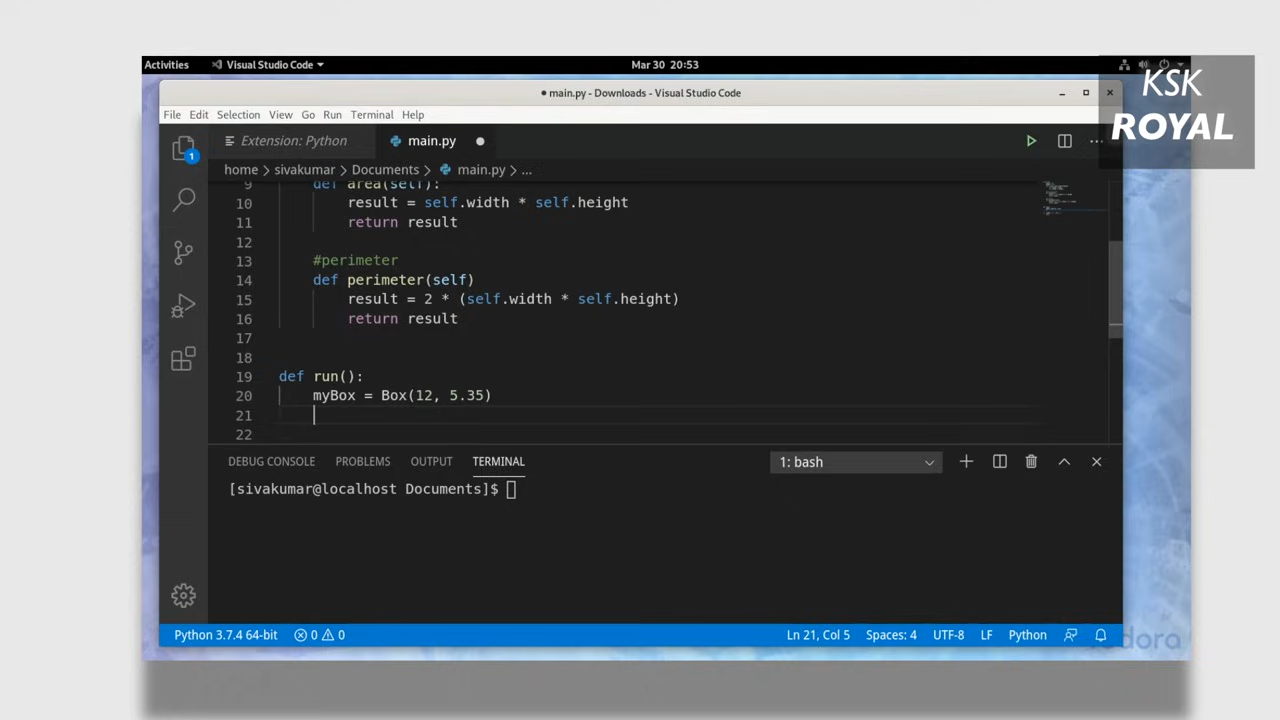 Activities
Visual Studio Code
Mar 30 20:53
KSK
ROYAL
main.py - Downloads - Visual Studio Code
File Edit Selection View Go Run Terminal Help
1
Extension: Python
main.py
home > sivakumar > Documents > main.py > ...
9 def area(self):
10 result = self.width * self.height
11 return result
12
13 #perimeter
14 def perimeter(self)
15 result = 2 * (self.width * self.height)
16 return result
17
18
19 def run():
20 myBox = Box(12, 5.35)
21
22
DEBUG CONSOLE PROBLEMS OUTPUT TERMINAL
1: bash
[sivakumar@localhost Documents]$
Python 3.7.4 64-bit 0 0 Ln 21, Col 5 Spaces: 4 UTF-8 LF Python